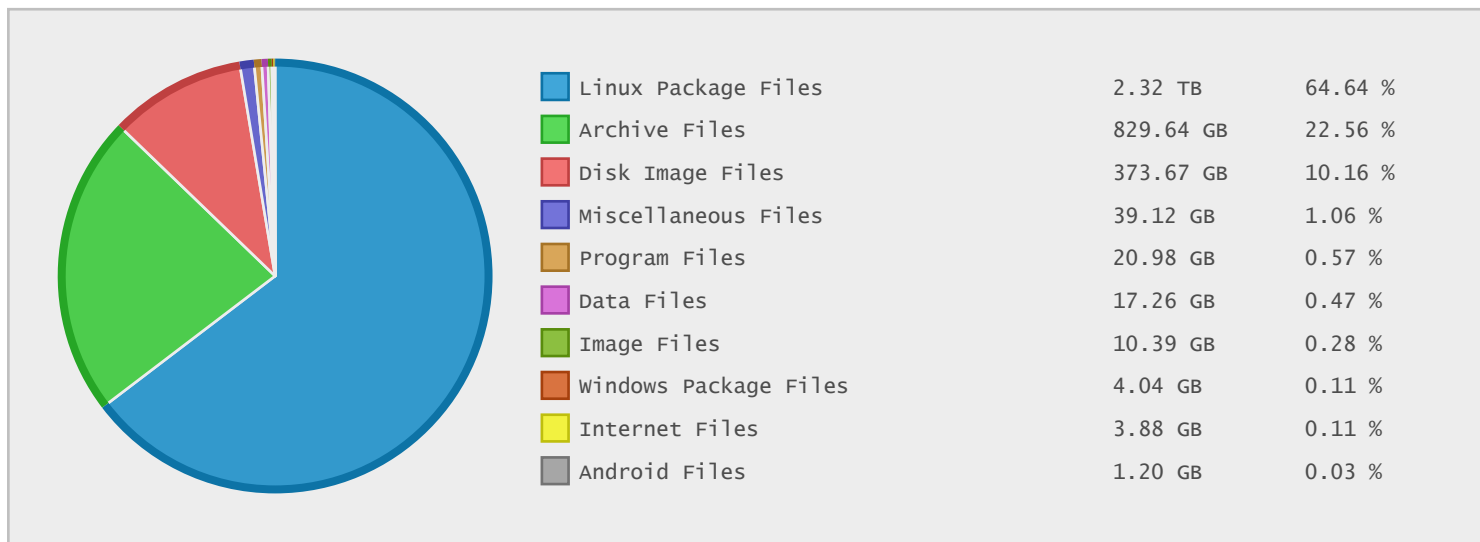 Linux Package Files 2.32 TB 64.64 %
Archive Files 829.64 GB 22.56 %
Disk Image Files 373.67 GB 10.16 %
Miscellaneous Files 39.12 GB 1.06 %
Program Files 20.98 GB 0.57 %
Data Files 17.26 GB 0.47 %
Image Files 10.39 GB 0.28 %
Windows Package Files 4.04 GB 0.11 %
Internet Files 3.88 GB 0.11 %
Android Files 1.20 GB 0.03 %